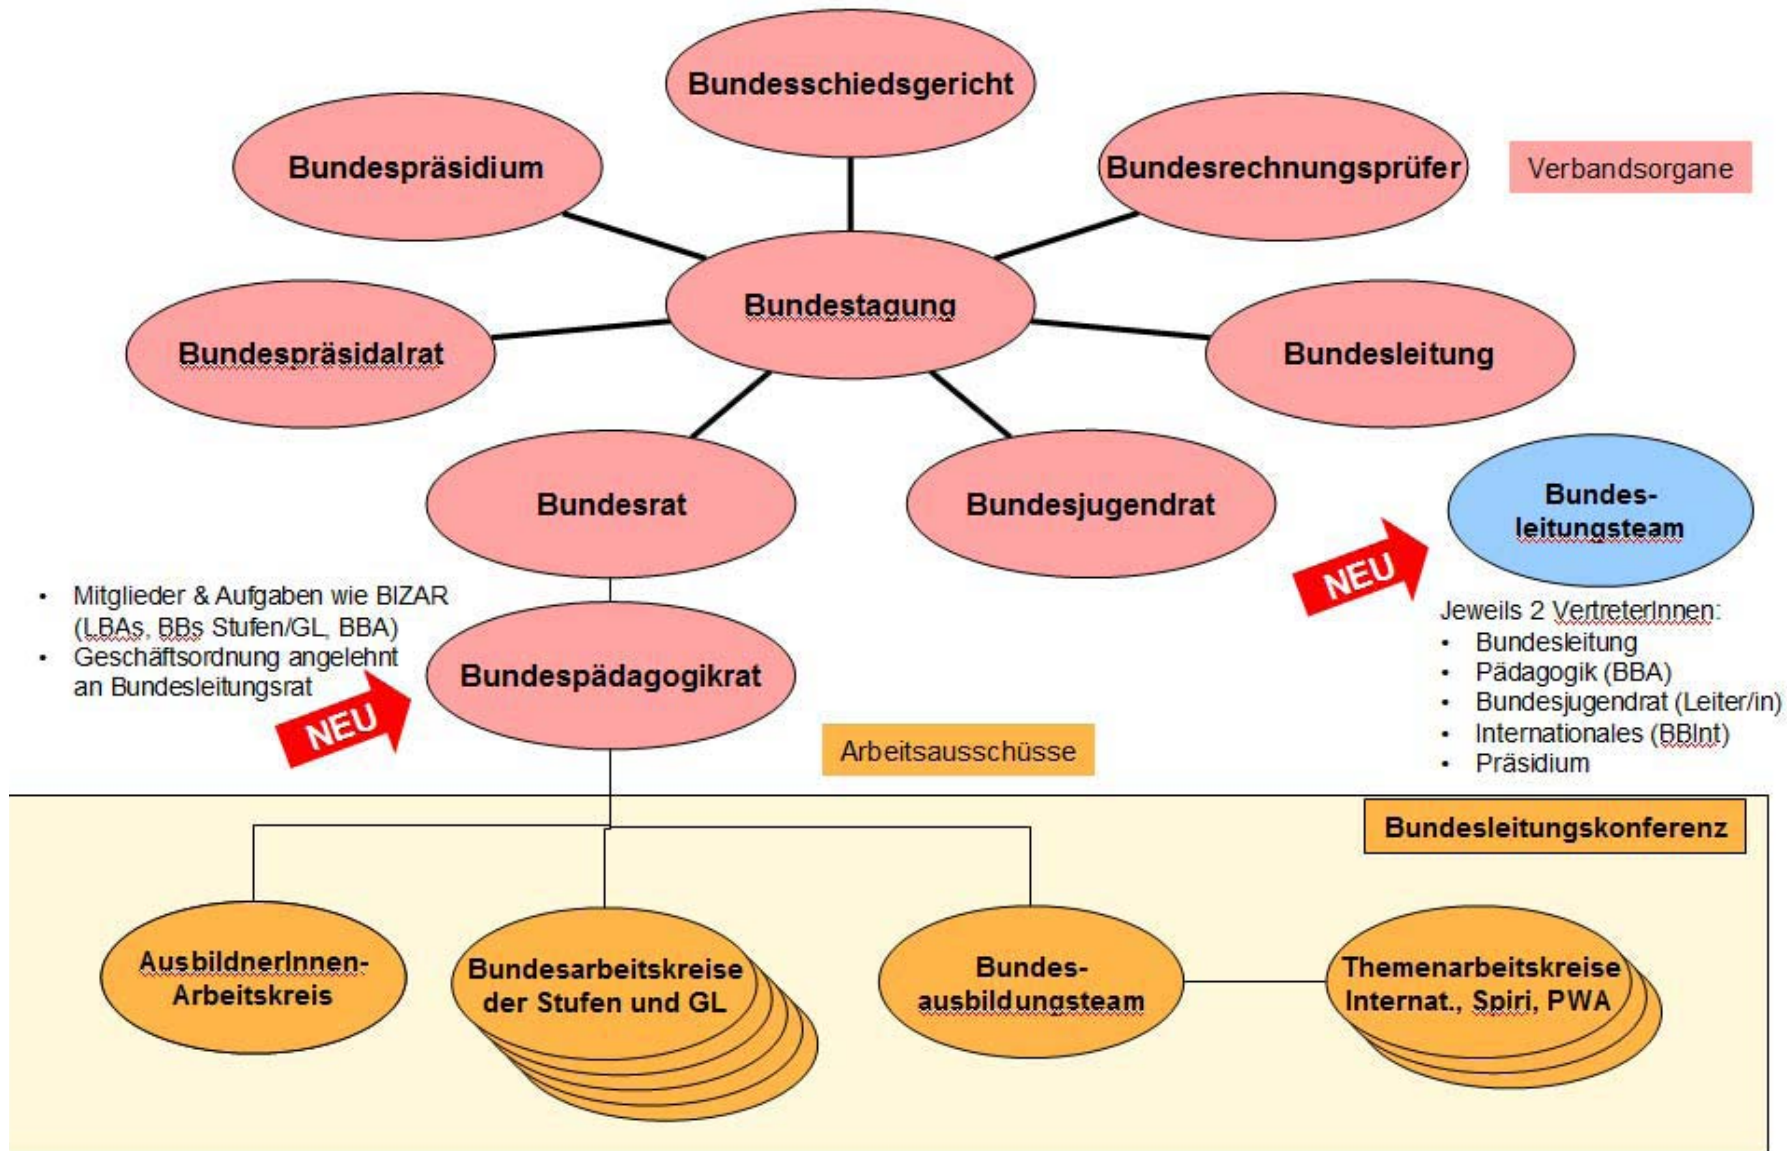 Bundesschiedsgericht
Bundespräsidium
Bundesrechnungsprüfer
Verbandsorgane
Bundestagung
Bundespräsidalrat
Bundesleitung
Bundesrat
Bundesjugendrat
Bundes-
leitungsteam
NEU
• Mitglieder & Aufgaben wie BIZAR
(LBAs, BBs Stufen/GL, BBA)
• Geschäftsordnung angelehnt
an Bundesleitungsrat
NEU
Bundespädagogikrat
Jeweils 2 VertreterInnen:
• Bundesleitung
• Pädagogik (BBA)
• Bundesjugendrat (Leiter/in)
• Internationales (BBInt)
• Präsidium
Arbeitsausschüsse
Bundesleitungskonferenz
AusbildnerInnen-
Arbeitskreis
Bundesarbeitskreise
der Stufen und GL
Bundes-
ausbildungsteam
Themenarbeitskreise
Internat., Spiri, PWA